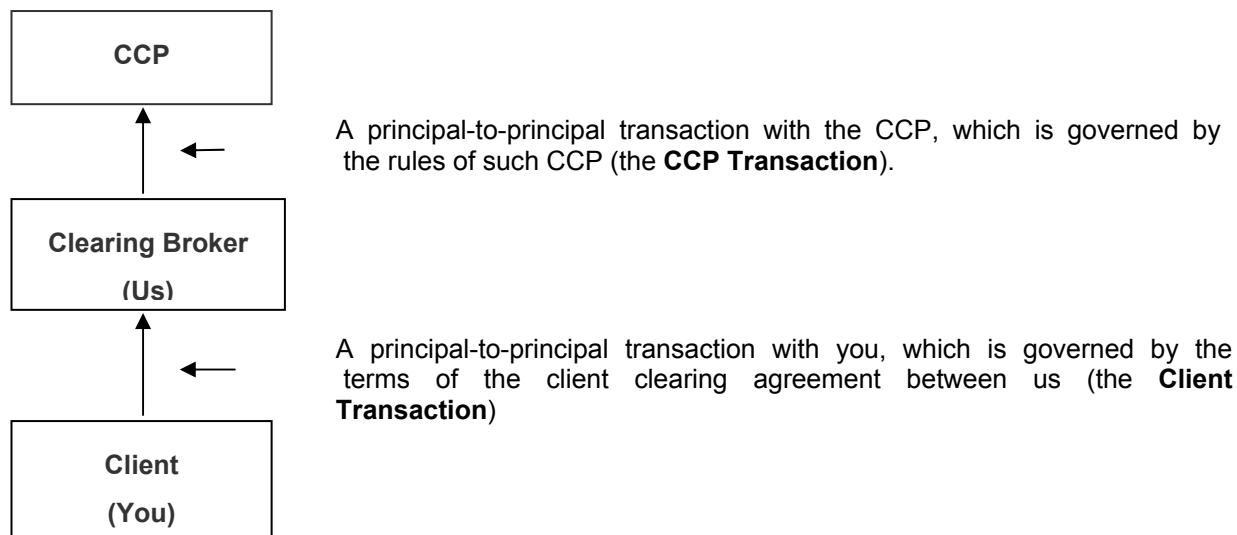 CCP
A principal-to-principal transaction with the CCP, which is governed by
the rules of such CCP (the CCP Transaction).
Clearing Broker
(Us)
A principal-to-principal transaction with you, which is governed by the
terms of the client clearing agreement between us (the Client
Transaction)
Client
(You)